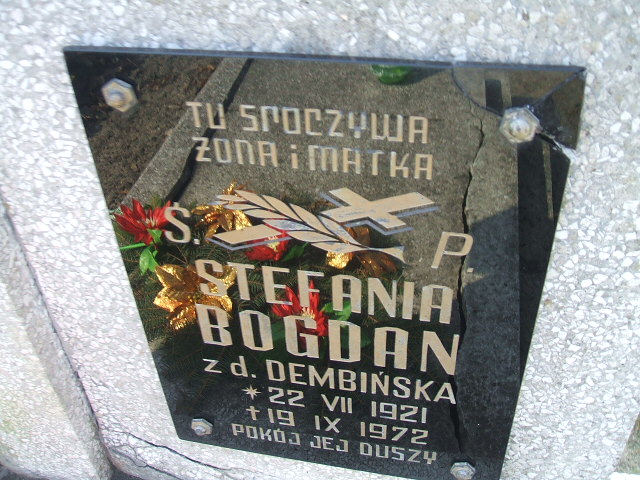 TU SPOCZYWA
ŻONA i MATKA
Ś. P.
STEFANIA
BOGDAN
z d. DEMBIŃSKA
* 22 VII 1921
† 19 IX 1972
POKÓJ JEJ DUSZY